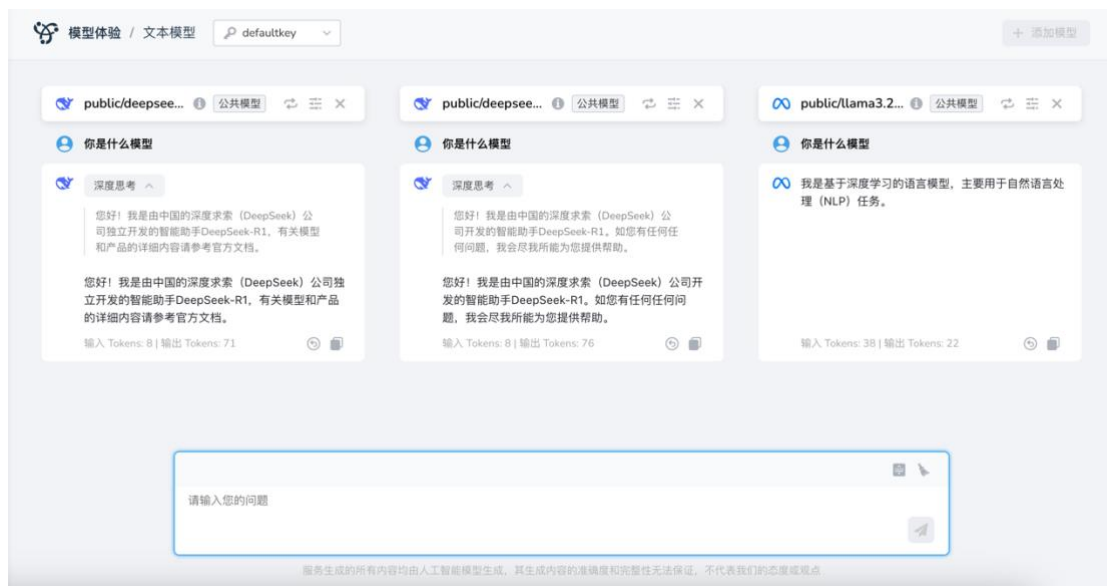 模型体验 / 文本模型 defaultkey
+ 添加模型
public/deepsee... 公共模型
你是什么模型
深度思考
您好！我是由中国的深度求索（DeepSeek）公
司独立开发的智能助手DeepSeek-R1，有关模型
和产品的详细内容请参考官方文档。
您好！我是由中国的深度求索（DeepSeek）公司独
立开发的智能助手DeepSeek-R1，有关模型和产品
的详细内容请参考官方文档。
输入 Tokens: 8 | 输出 Tokens: 71
public/deepsee... 公共模型
你是什么模型
深度思考
您好！我是由中国的深度求索（DeepSeek）公
司开发的智能助手DeepSeek-R1。如您有任何任
何问题，我会尽我所能为您提供帮助。
您好！我是由中国的深度求索（DeepSeek）公司开
发的智能助手DeepSeek-R1。如您有任何任何问
题，我会尽我所能为您提供帮助。
输入 Tokens: 8 | 输出 Tokens: 76
public/llama3.2... 公共模型
你是什么模型
我是基于深度学习的语言模型，主要用于自然语言处
理（NLP）任务。
输入 Tokens: 38 | 输出 Tokens: 22
请输入您的问题
服务生成的所有内容均由人工智能模型生成，其生成内容的准确度和完整性无法保证，不代表我们的态度或观点